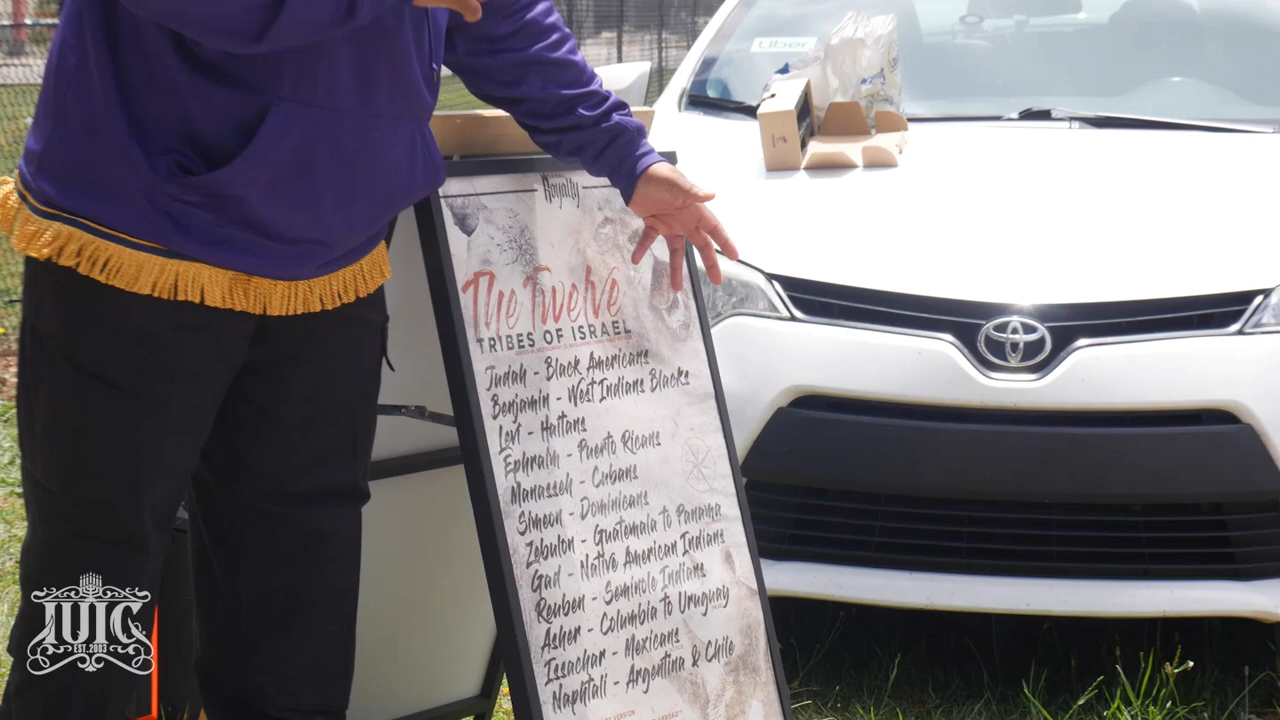 Uber
Royalty
The Twelve
TRIBES OF ISRAEL
Judah - Black Americans
Benjamin - West Indians Blacks
Levi - Haitans
Ephraim - Puerto Ricans
Manasseh - Cubans
Simeon - Dominicans
Zebulon - Guatemala to Panama
Gad - Native American Indians
Reuben - Seminole Indians
Asher - Columbia to Uruguay
Issachar - Mexicans
Naphtali - Argentina & Chile
VERSION
IUIC
EST. 2003